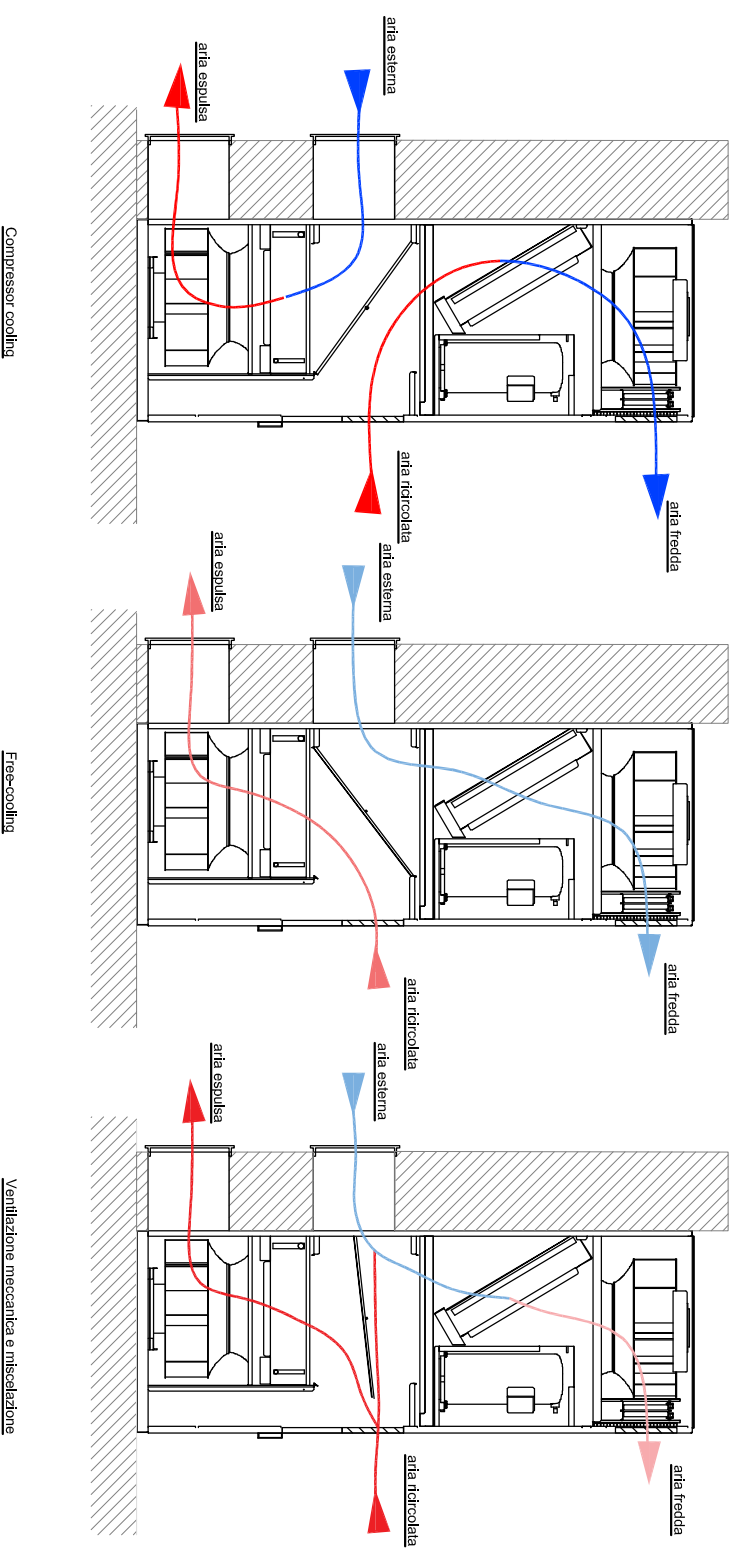 aria esterna
aria espulsa
aria ricircolata
aria fredda
Compressor cooling
aria esterna
aria espulsa
aria ricircolata
aria fredda
Free-cooling
aria esterna
aria espulsa
aria ricircolata
aria fredda
Ventilazione meccanica e miscelazione